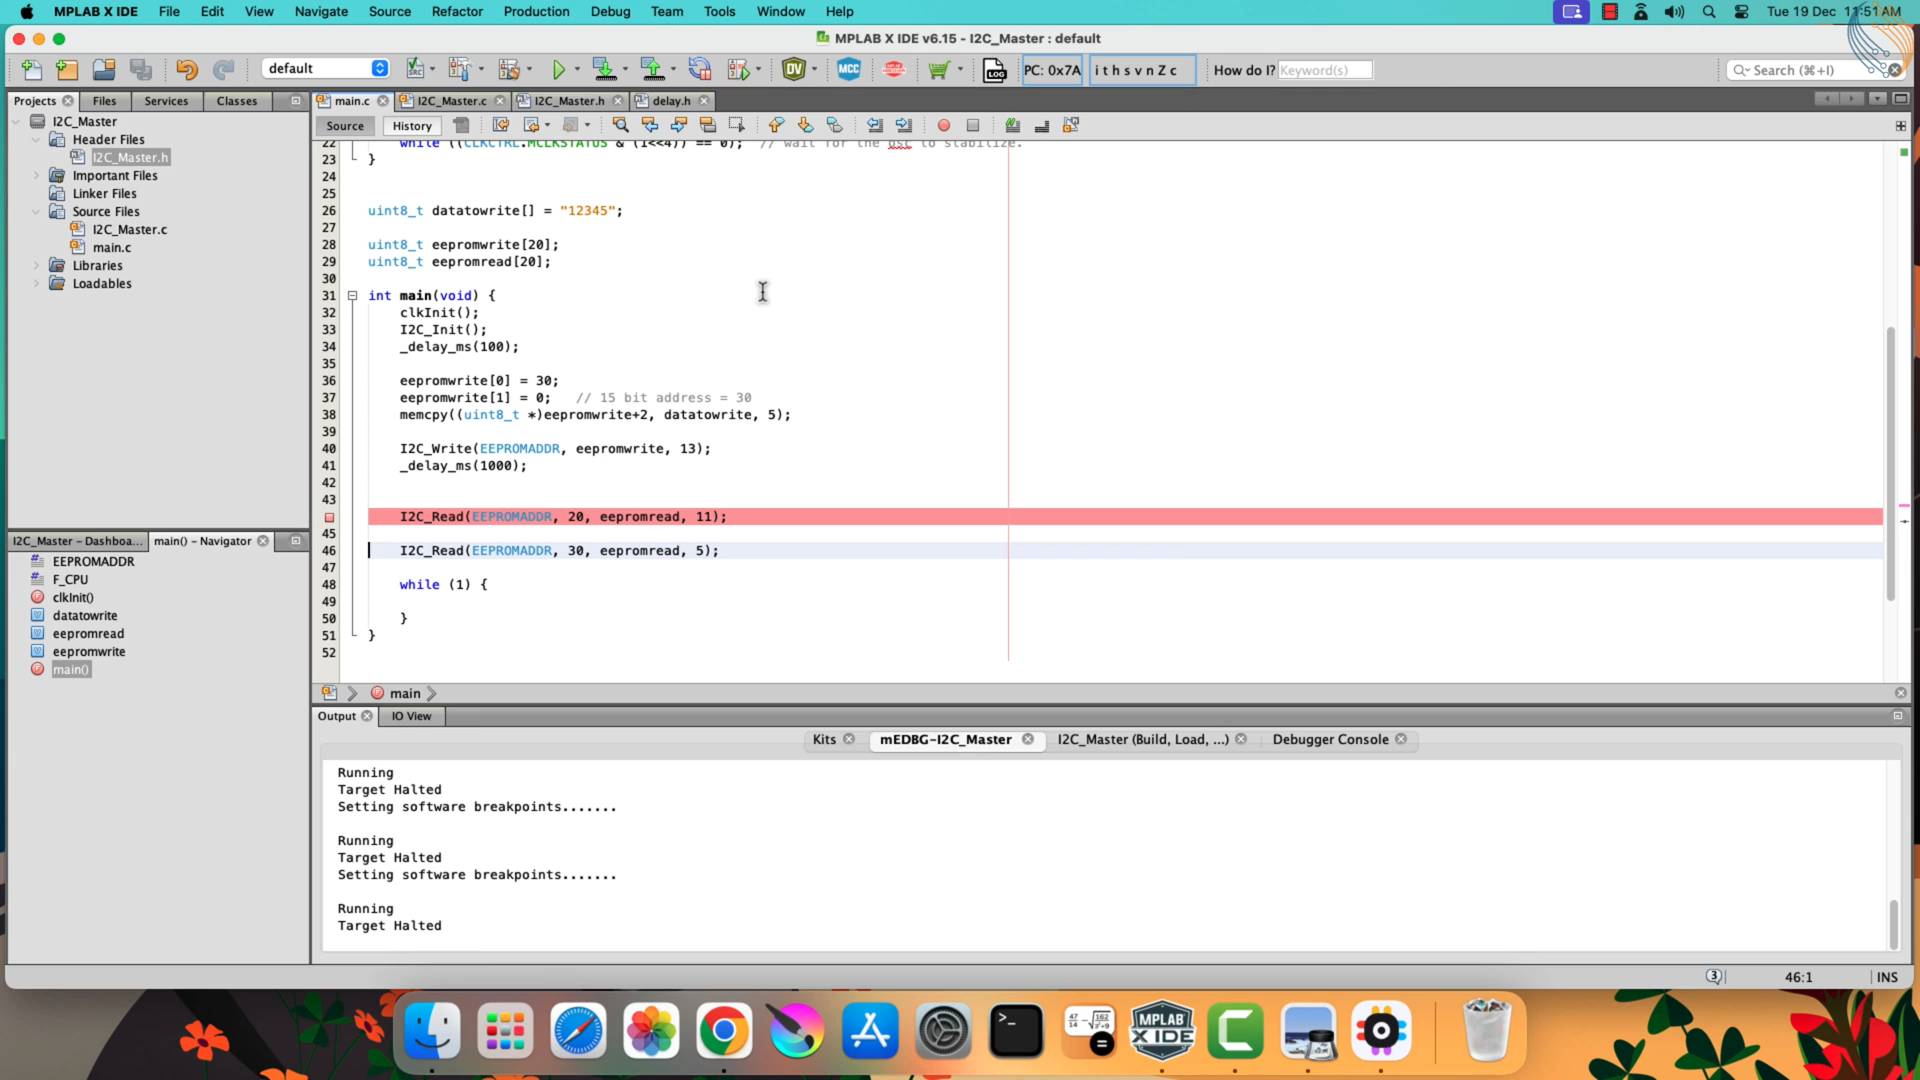 MPLAB X IDE File Edit View Navigate Source Refactor Production Debug Team Tools Window Help Tue 19 Dec 11:51AM
MPLAB X IDE v6.15 - I2C_Master : default
default SRC DV MCC LOG PC: 0x7A i t h s v n Z c How do I? Keyword(s) Search (⌘+I)
Projects Files Services Classes
I2C_Master
Header Files
I2C_Master.h
Important Files
Linker Files
Source Files
I2C_Master.c
main.c
Libraries
Loadables
I2C_Master - Dashboa... main() - Navigator
EEPROMADDR
F_CPU
clkInit()
datatowrite
eepromread
eepromwrite
main()
main.c I2C_Master.c I2C_Master.h delay.h
Source History
22 while ((CLKCTRL.MCLKSTATUS & (1<<4)) == 0); // wait for the osc to stabilize.
23 }
24
25
26 uint8_t datatowrite[] = "12345";
27
28 uint8_t eepromwrite[20];
29 uint8_t eepromread[20];
30
31 int main(void) {
32 clkInit();
33 I2C_Init();
34 _delay_ms(100);
35
36 eepromwrite[0] = 30;
37 eepromwrite[1] = 0; // 15 bit address = 30
38 memcpy((uint8_t *)eepromwrite+2, datatowrite, 5);
39
40 I2C_Write(EEPROMADDR, eepromwrite, 13);
41 _delay_ms(1000);
42
43
I2C_Read(EEPROMADDR, 20, eepromread, 11);
45
46 I2C_Read(EEPROMADDR, 30, eepromread, 5);
47
48 while (1) {
49
50 }
51 }
52
main
Output IO View
Kits mEDBG-I2C_Master I2C_Master (Build, Load, ...) Debugger Console
Running
Target Halted
Setting software breakpoints.......
Running
Target Halted
Setting software breakpoints.......
Running
Target Halted
3 46:1 INS
MPLAB
X IDE